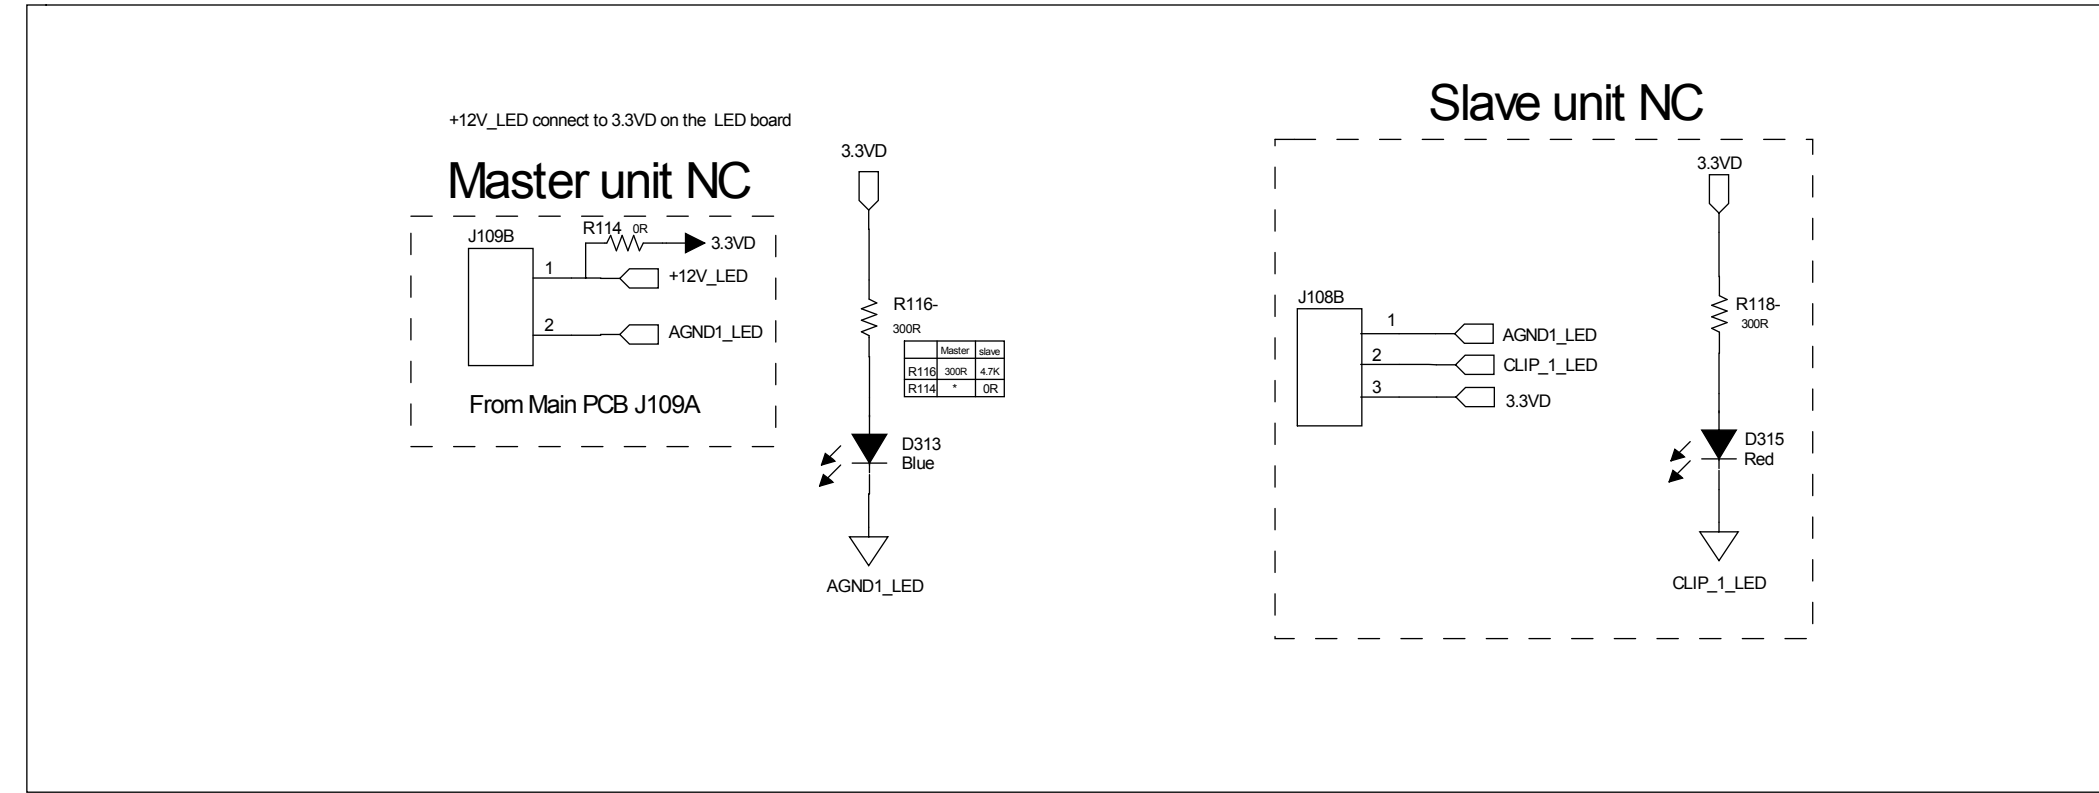 +12V_LED connect to 3.3VD on the LED board
Master unit NC
J109B
R114 0R
3.3VD
1
+12V_LED
2
AGND1_LED
From Main PCB J109A
3.3VD
R116-
300R
Master slave
R116 300R 4.7K
R114 * 0R
D313
Blue
AGND1_LED
Slave unit NC
J108B
1
AGND1_LED
2
CLIP_1_LED
3
3.3VD
3.3VD
R118-
300R
D315
Red
CLIP_1_LED